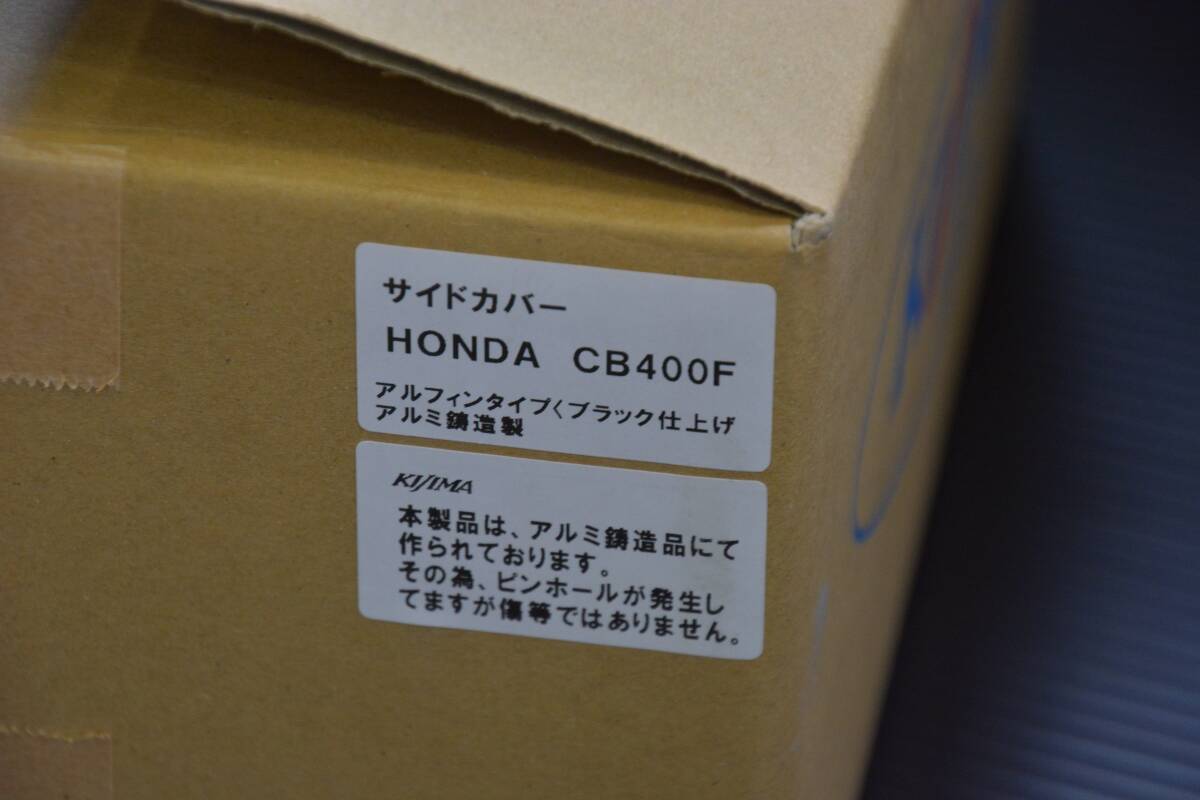 サイドカバー
HONDA CB400F
アルフィンタイプ〈ブラック仕上げ
アルミ鋳造製
KIJIMA
本製品は、アルミ鋳造品にて
作られております。
その為、ピンホールが発生し
てますが傷等ではありません。